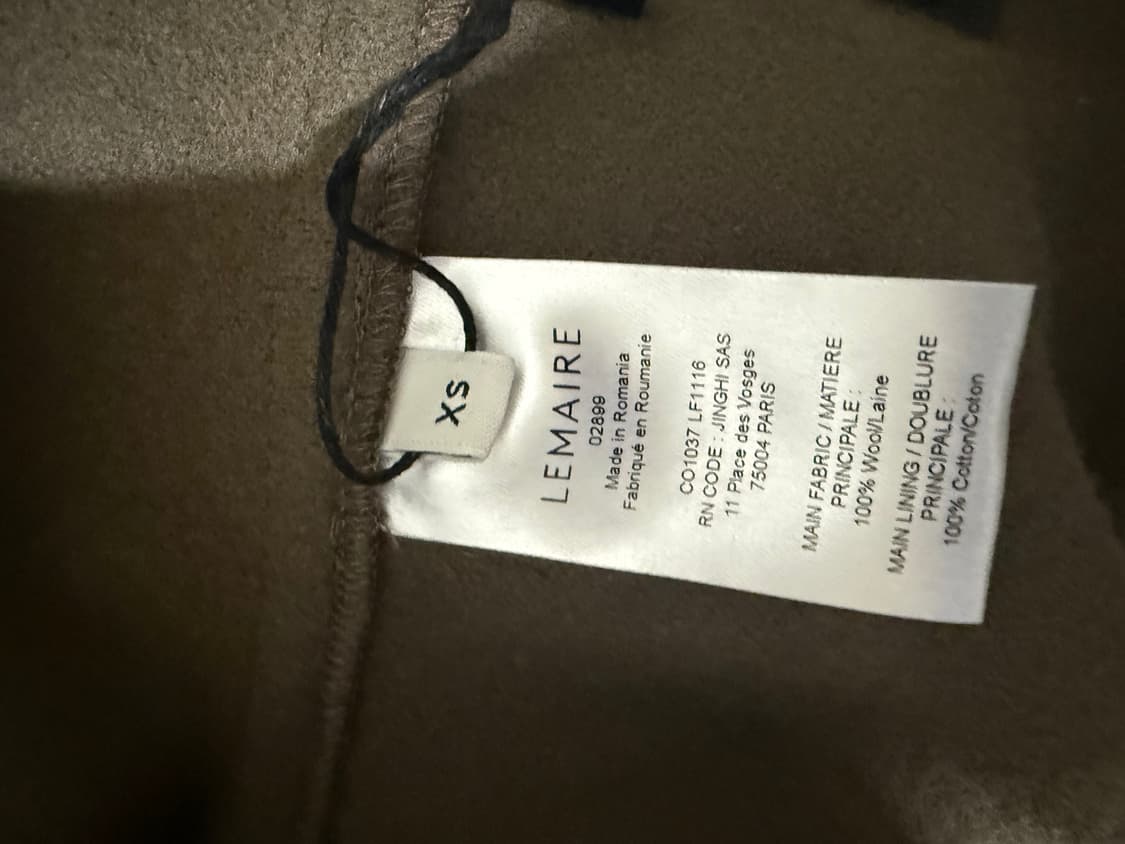 XS
LEMAIRE
02899
Made in Romania
Fabriqué en Roumanie
CO1037 LF1116
RN CODE : JINGHI SAS
11 Place des Vosges
75004 PARIS
MAIN FABRIC / MATIERE
PRINCIPALE :
100% Wool/Laine
MAIN LINING / DOUBLURE
PRINCIPALE :
100% Cotton/Coton